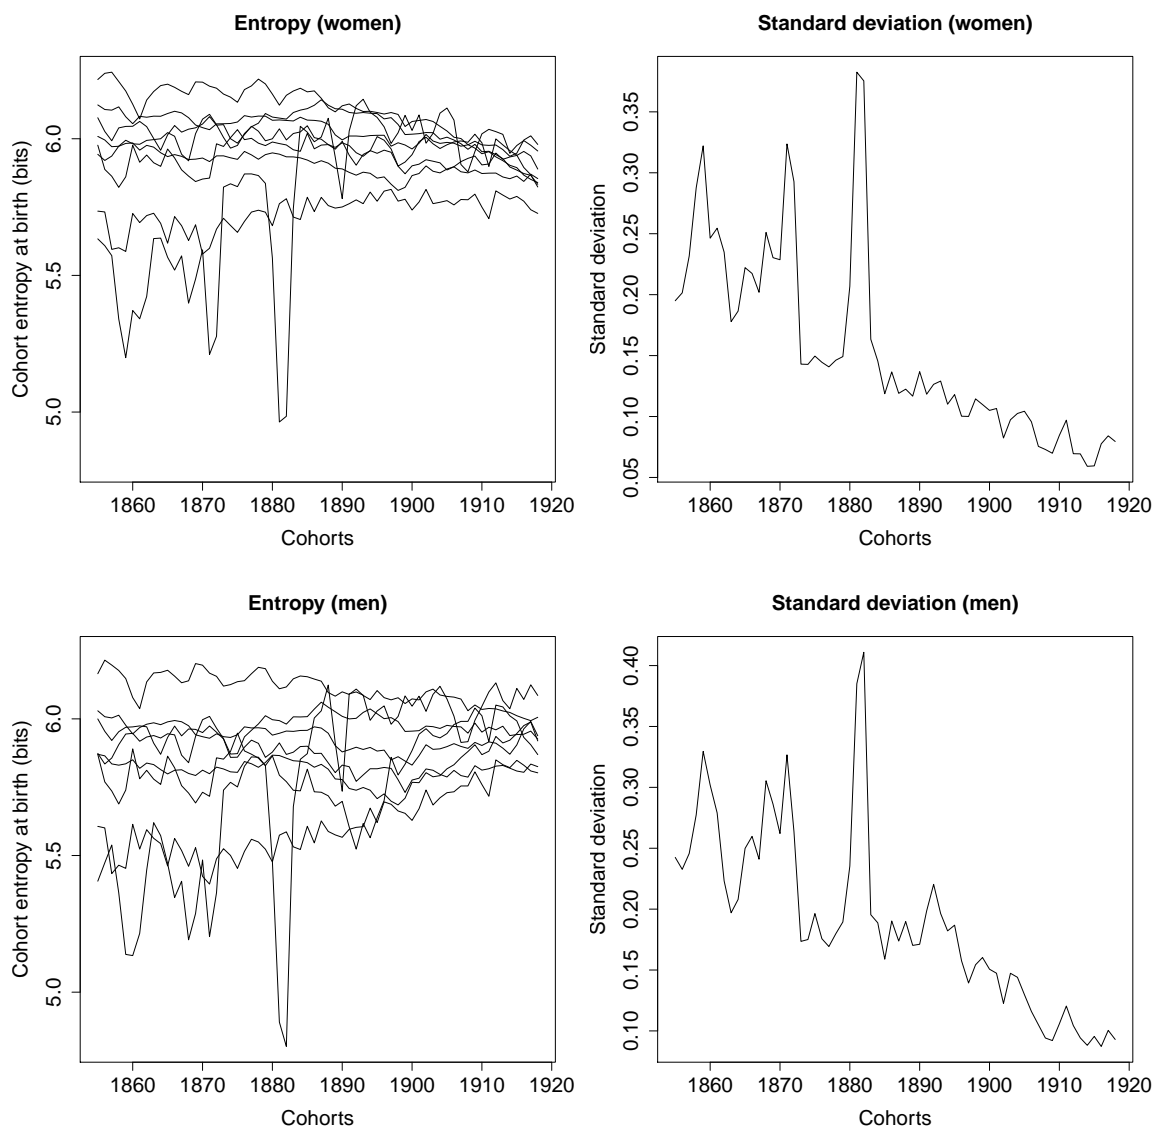 Entropy (women)
Cohort entropy at birth (bits)
6.0
5.5
5.0
1860 1870 1880 1890 1900 1910 1920
Cohorts
Standard deviation (women)
Standard deviation
0.35
0.30
0.25
0.20
0.15
0.10
0.05
1860 1870 1880 1890 1900 1910 1920
Cohorts
Entropy (men)
Cohort entropy at birth (bits)
6.0
5.5
5.0
1860 1870 1880 1890 1900 1910 1920
Cohorts
Standard deviation (men)
Standard deviation
0.40
0.35
0.30
0.25
0.20
0.15
0.10
1860 1870 1880 1890 1900 1910 1920
Cohorts